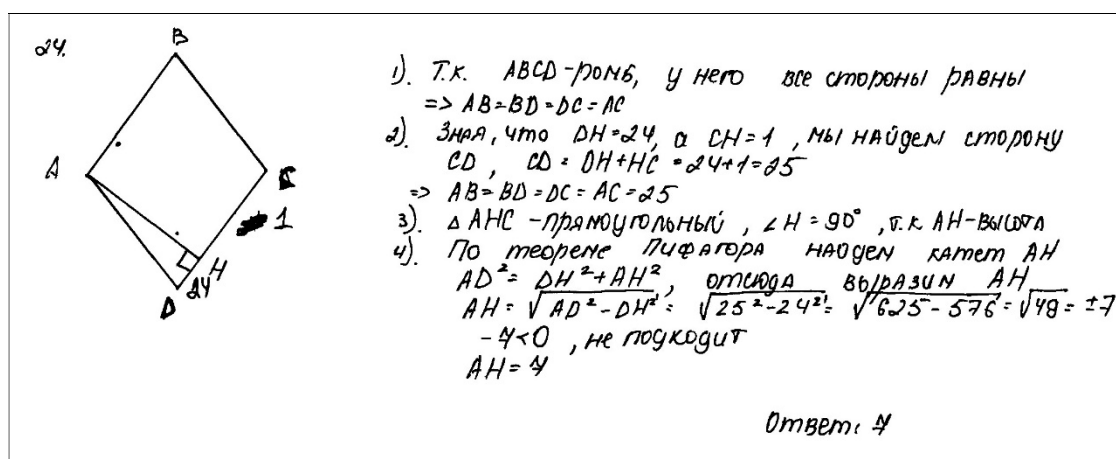 24.
B
A
C
1
H
24
D
1). Т.к. ABCD-ромб, у него все стороны равны
=> AB=BD=DC=AC
2). Зная, что DH=24, а CH=1, мы найдем сторону
CD, CD = DH+HC =24+1=25
=> AB=BD=DC=AC=25
3). △AHC -прямоугольный, ∠H=90°, т.к AH-высота
4). По теореме Пифагора найдем катет AH
AD²= DH²+AH², отсюда выразим AH
AH=√AD²-DH² = √25²-24² = √625-576 = √49 = ±7
-7<0, не подходит
AH=7
Ответ: 7